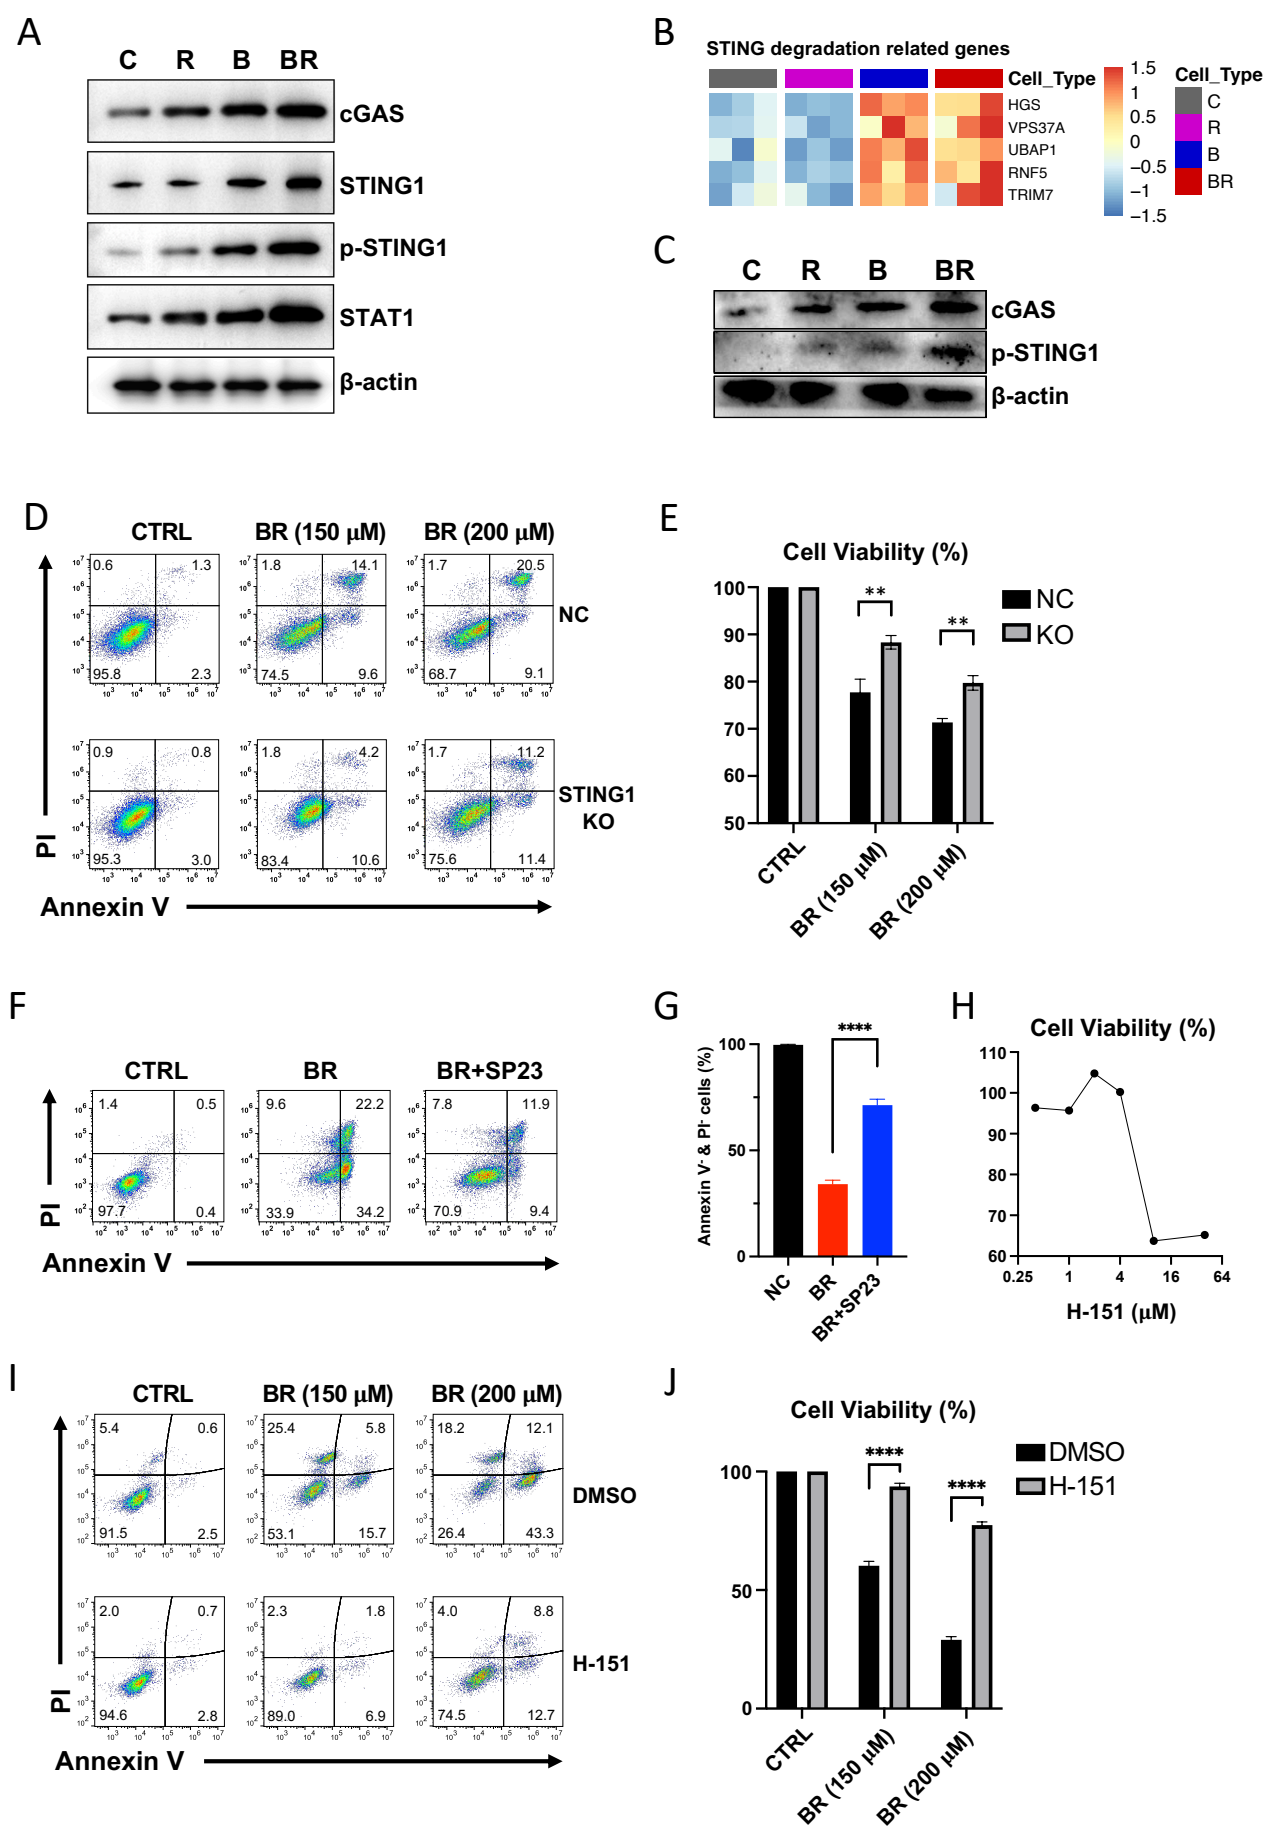 A
C R B BR
cGAS
STING1
p-STING1
STAT1
β-actin
B
STING degradation related genes
Cell_Type
HGS
VPS37A
UBAP1
RNF5
TRIM7
1.5
1
0.5
0
−0.5
−1
−1.5
Cell_Type
C
R
B
BR
C
C R B BR
cGAS
p-STING1
β-actin
D
CTRL BR (150 μM) BR (200 μM)
0.6 1.3 1.8 14.1 1.7 20.5
95.8 2.3 74.5 9.6 68.7 9.1
NC
0.9 0.8 1.8 4.2 1.7 11.2
95.3 3.0 83.4 10.6 75.6 11.4
STING1
KO
PI
Annexin V
E
Cell Viability (%)
100
90
80
70
60
50
** **
NC
KO
CTRL
BR (150 μM)
BR (200 μM)
F
CTRL BR BR+SP23
1.4 0.5 9.6 22.2 7.8 11.9
97.7 0.4 33.9 34.2 70.9 9.4
PI
Annexin V
G
Annexin V- & PI- cells (%)
100
50
0
****
NC
BR
BR+SP23
H
Cell Viability (%)
110
100
90
80
70
60
0.25 1 4 16 64
H-151 (μM)
I
CTRL BR (150 μM) BR (200 μM)
5.4 0.6 25.4 5.8 18.2 12.1
91.5 2.5 53.1 15.7 26.4 43.3
DMSO
2.0 0.7 2.3 1.8 4.0 8.8
94.6 2.8 89.0 6.9 74.5 12.7
H-151
PI
Annexin V
J
Cell Viability (%)
100
50
0
**** ****
DMSO
H-151
CTRL
BR (150 μM)
BR (200 μM)